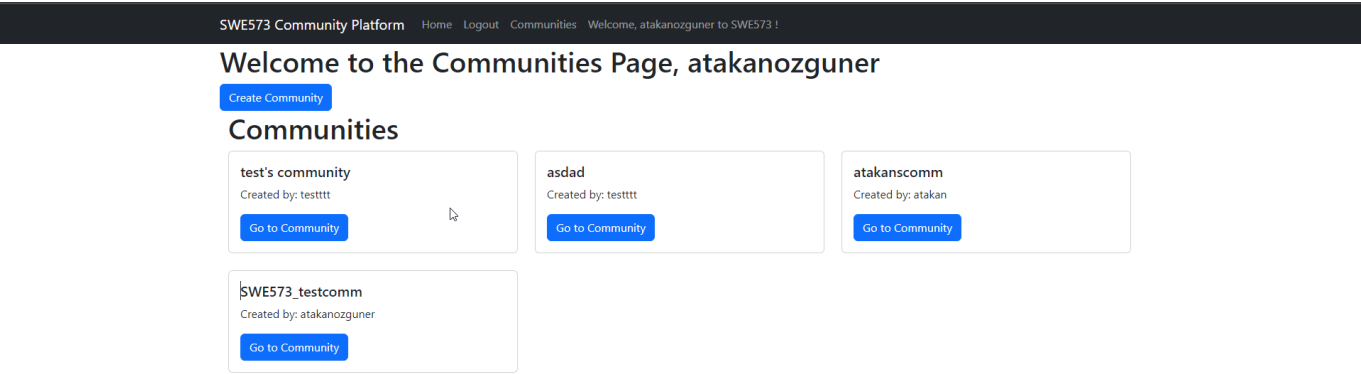 SWE573 Community Platform Home Logout Communities Welcome, atakanozguner to SWE573 !
Welcome to the Communities Page, atakanozguner
Create Community
Communities
test's community
Created by: testttt
Go to Community
asdad
Created by: testttt
Go to Community
atakanscomm
Created by: atakan
Go to Community
SWE573_testcomm
Created by: atakanozguner
Go to Community